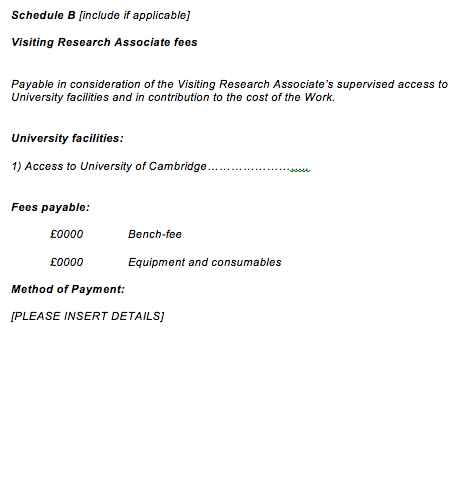 Schedule B [include if applicable]
Visiting Research Associate fees
Payable in consideration of the Visiting Research Associate's supervised access to
University facilities and in contribution to the cost of the Work.
University facilities:
1) Access to University of Cambridge……………………..…
Fees payable:
£0000 Bench-fee
£0000 Equipment and consumables
Method of Payment:
[PLEASE INSERT DETAILS]